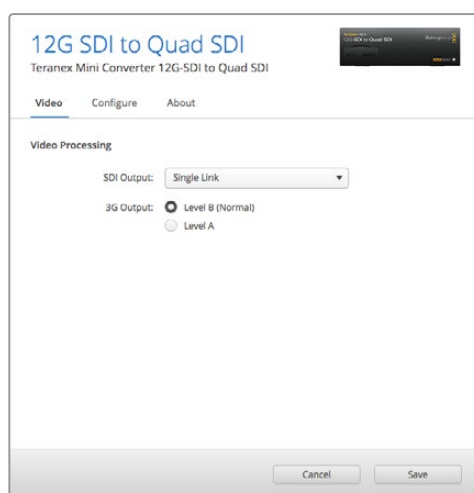 12G SDI to Quad SDI
Teranex Mini Converter 12G-SDI to Quad SDI
Video Configure About
Video Processing
SDI Output: Single Link
3G Output: Level B (Normal)
Level A
Cancel Save